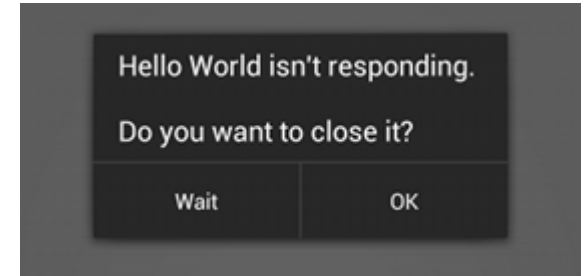 Hello World isn't responding.
Do you want to close it?
Wait OK